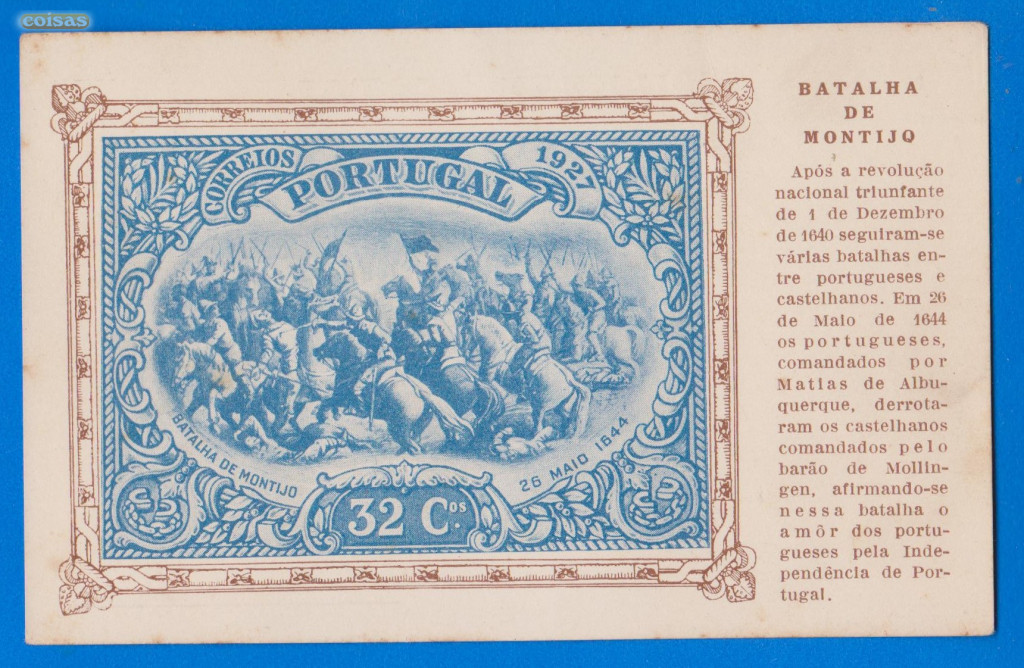 coisas
CORREIOS
PORTUGAL
1927
BATALHA DE MONTIJO
26 MAIO 1644
32 C.os
BATALHA
DE
MONTIJO
Após a revolução
nacional triunfante
de 1 de Dezembro
de 1640 seguiram-se
várias batalhas en-
tre portugueses e
castelhanos. Em 26
de Maio de 1644
os portugueses,
comandados por
Matias de Albu-
querque, derrota-
ram os castelhanos
comandados pelo
barão de Mollin-
gen, afirmando-se
nessa batalha o
amôr dos portu-
gueses pela Inde-
pendência de Por-
tugal.